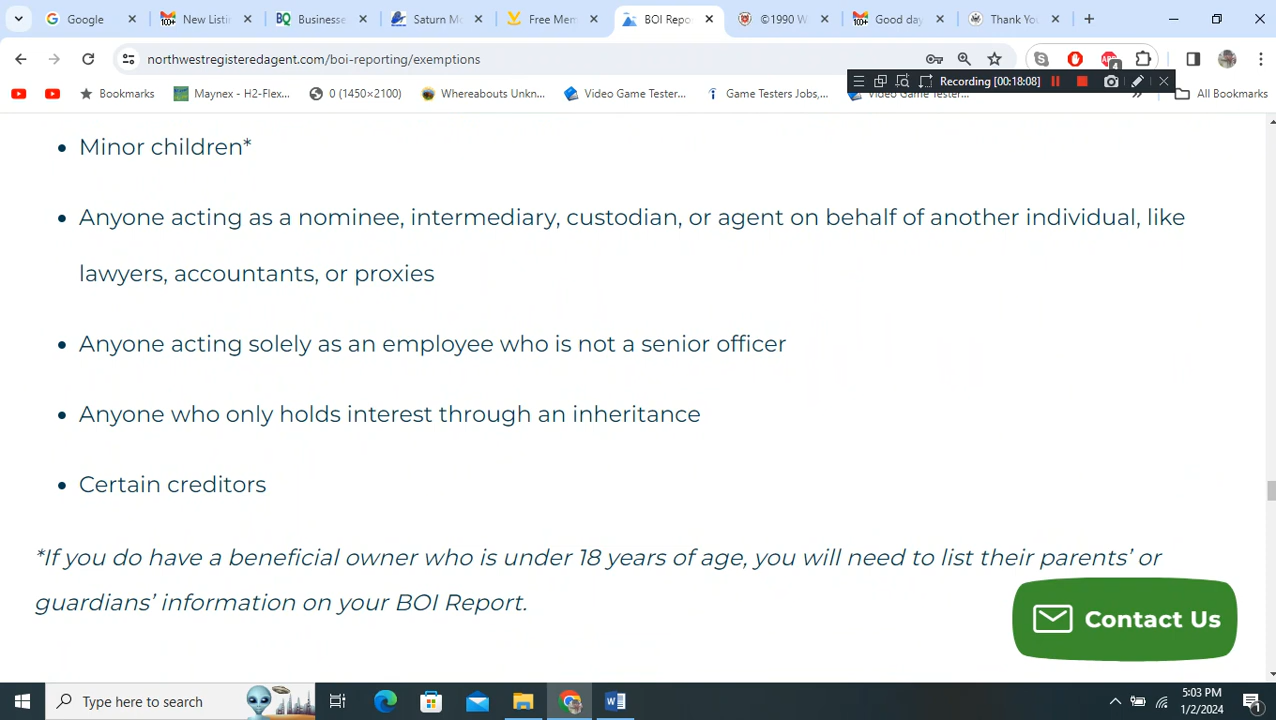 Google
New Listi
Businesse
Saturn Mo
Free Mem
BOI Repo
©1990 W
Good day
Thank You
northwestregisteredagent.com/boi-reporting/exemptions
4
Recording [00:18:08]
Bookmarks
Maynex - H2-Rek...
0 (1450×2100)
Whereabouts Unkn...
Video Game Tester...
Game Testers Jobs,...
Video Game Tester...
All Bookmarks
• Minor children*
• Anyone acting as a nominee, intermediary, custodian, or agent on behalf of another individual, like
lawyers, accountants, or proxies
• Anyone acting solely as an employee who is not a senior officer
• Anyone who only holds interest through an inheritance
• Certain creditors
*If you do have a beneficial owner who is under 18 years of age, you will need to list their parents’ or
guardians’ information on your BOI Report.
Contact Us
Type here to search
5:03 PM
1/2/2024
1